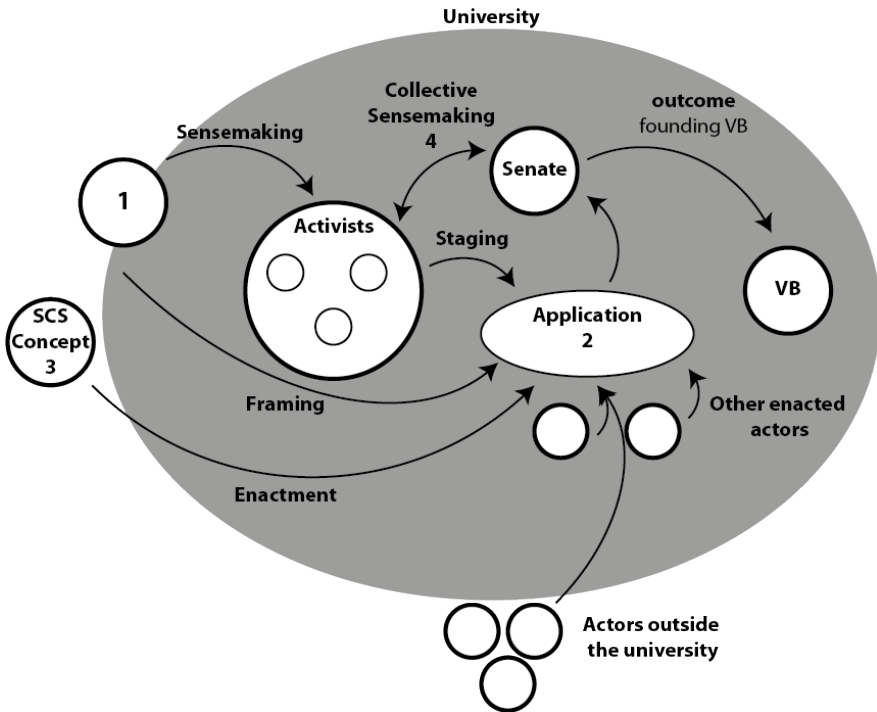 University
Collective
Sensemaking
4
outcome
founding VB
Sensemaking
Senate
1
Activists
Staging
VB
SCS
Concept
3
Application
2
Framing
Other enacted
actors
Enactment
Actors outside
the university